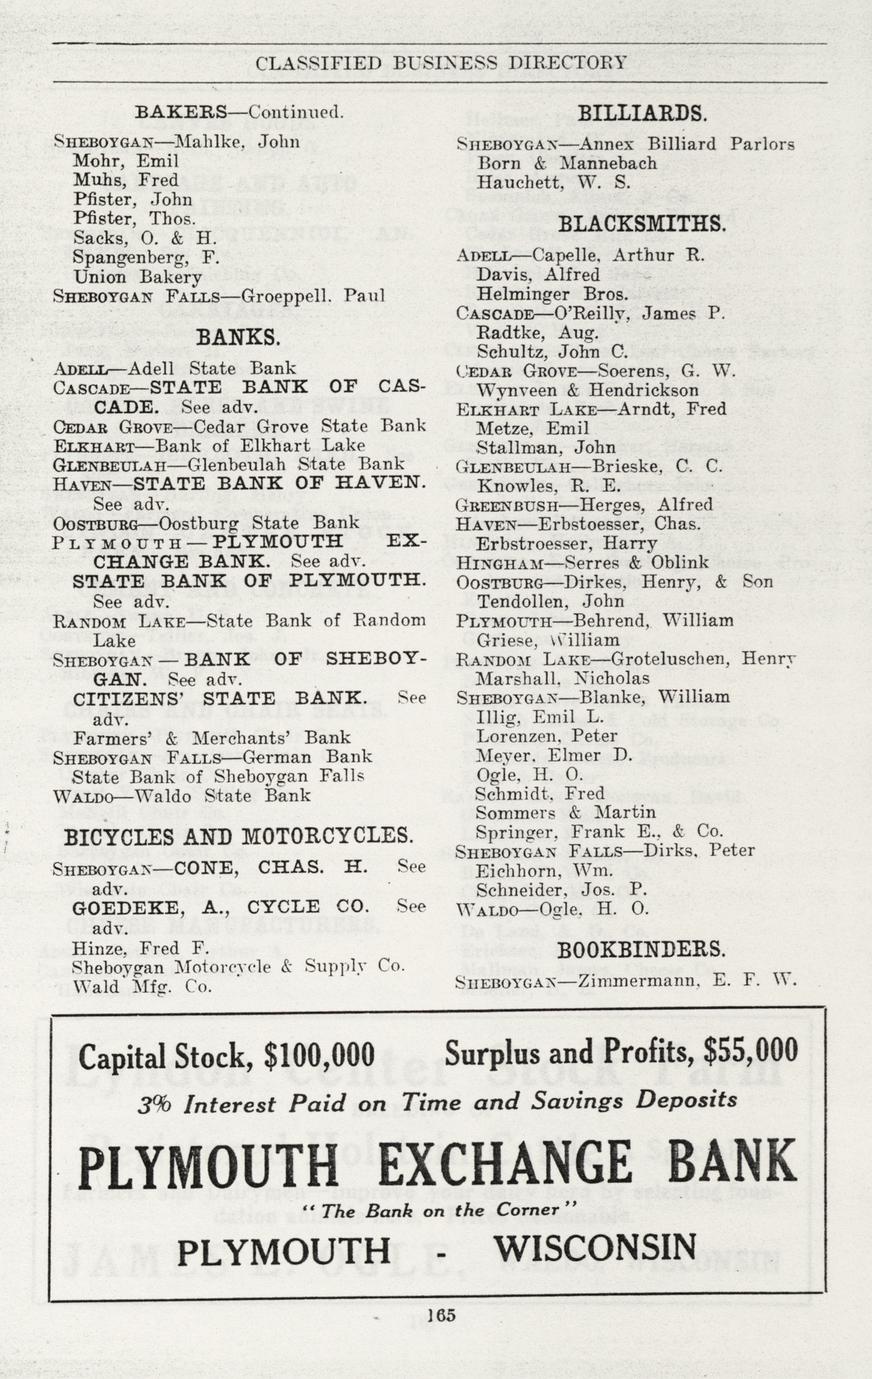 CLASSIFIED BUSINESS DIRECTORY
BAKERS—Continued.
SHEBOYGAN—Mahlke, John
Mohr, Emil
Muhs, Fred
Pfister, John
Pfister, Thos.
Sacks, O. & H.
Spangenberg, F.
Union Bakery
SHEBOYGAN FALLS—Groeppell. Paul
BANKS.
ADELL—Adell State Bank
CASCADE—STATE BANK OF CAS-
CADE. See adv.
CEDAR GROVE—Cedar Grove State Bank
ELKHART—Bank of Elkhart Lake
GLENBEULAH—Glenbeulah State Bank
HAVEN—STATE BANK OF HAVEN.
See adv.
OOSTBURG—Oostburg State Bank
PLYMOUTH—PLYMOUTH EX-
CHANGE BANK. See adv.
STATE BANK OF PLYMOUTH.
See adv.
RANDOM LAKE—State Bank of Random
Lake
SHEBOYGAN—BANK OF SHEBOY-
GAN. See adv.
CITIZENS' STATE BANK. See
adv.
Farmers' & Merchants' Bank
SHEBOYGAN FALLS—German Bank
State Bank of Sheboygan Falls
WALDO—Waldo State Bank
BICYCLES AND MOTORCYCLES.
SHEBOYGAN—CONE, CHAS. H. See
adv.
GOEDEKE, A., CYCLE CO. See
adv.
Hinze, Fred F.
Sheboygan Motorcycle & Supply Co.
Wald Mfg. Co.
BILLIARDS.
SHEBOYGAN—Annex Billiard Parlors
Born & Mannebach
Hauchett, W. S.
BLACKSMITHS.
ADELL—Capelle, Arthur R.
Davis, Alfred
Helminger Bros.
CASCADE—O'Reilly, James P.
Radtke, Aug.
Schultz, John C.
CEDAR GROVE—Soerens, G. W.
Wynveen & Hendrickson
ELKHART LAKE—Arndt, Fred
Metze, Emil
Stallman, John
GLENBEULAH—Brieske, C. C.
Knowles, R. E.
GREENBUSH—Herges, Alfred
HAVEN—Erbstoesser, Chas.
Erbstroesser, Harry
HINGHAM—Serres & Oblink
OOSTBURG—Dirkes, Henry, & Son
Tendollen, John
PLYMOUTH—Behrend, William
Griese, William
RANDOM LAKE—Groteluschen, Henry
Marshall, Nicholas
SHEBOYGAN—Blanke, William
Illig, Emil L.
Lorenzen, Peter
Meyer, Elmer D.
Ogle, H. O.
Schmidt, Fred
Sommers & Martin
Springer, Frank E., & Co.
SHEBOYGAN FALLS—Dirks, Peter
Eichhorn, Wm.
Schneider, Jos. P.
WALDO—Ogle, H. O.
BOOKBINDERS.
SHEBOYGAN—Zimmermann, E. F. W.
Capital Stock, $100,000 Surplus and Profits, $55,000
3% Interest Paid on Time and Savings Deposits
PLYMOUTH EXCHANGE BANK
"The Bank on the Corner"
PLYMOUTH - WISCONSIN
165